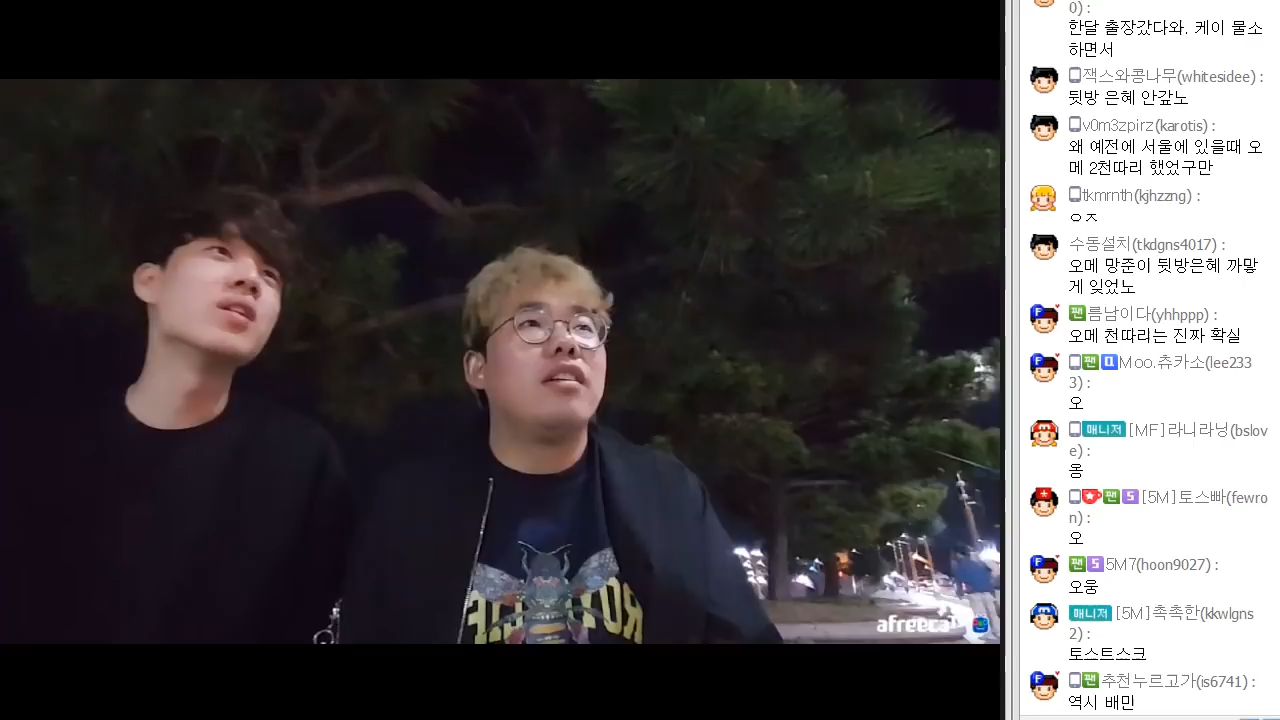 0) :
한달 출장갔다와. 케이 물소
하면서
잭스와콩나무(whitesidee) :
뒷방 은혜 안갚노
v0m3zpirz(karotis) :
왜 예전에 서울에 있을때 오
메 2천따리 했었구만
tkmrnth(kjhzzng) :
ㅇㅈ
수동설치(tkdgns4017) :
오메 망준이 뒷방은혜 까맣
게 잊었노
팬 름남이다(yhhppp) :
오메 천따리는 진짜 확실
팬 Q Moo.츄카소(lee233
3) :
오
매니저 [MF]라니라닝(bslov
e) :
옹
팬 S [5M]토스빠(fewro
n) :
오
팬 S 5M7(hoon9027) :
오웅
매니저 [5M]촉촉한(kkwlgns
2) :
토스트스크
팬 추천누르고가(is6741) :
역시 배민
afreeca